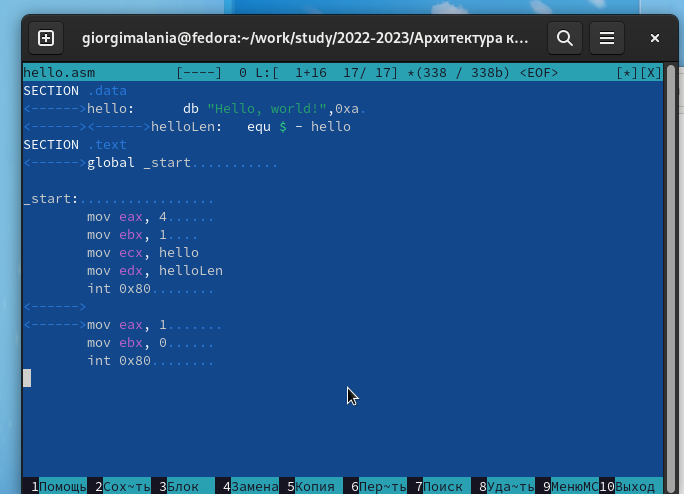 giorgimalania@fedora:~/work/study/2022-2023/Архитектура к...
hello.asm [----] 0 L:[ 1+16 17/ 17] *(338 / 338b) <EOF> [*][X]
SECTION .data
<------>hello: db "Hello, world!",0xa.
<------><------>helloLen: equ $ - hello
SECTION .text
<------>global _start...........
_start:.................
mov eax, 4......
mov ebx, 1....
mov ecx, hello
mov edx, helloLen
int 0x80........
<------>
<------>mov eax, 1.......
mov ebx, 0......
int 0x80........
1Помощь 2Сох~ть 3Блок 4Замена 5Копия 6Пер~ть 7Поиск 8Уда~ть 9МенюMC 10Выход